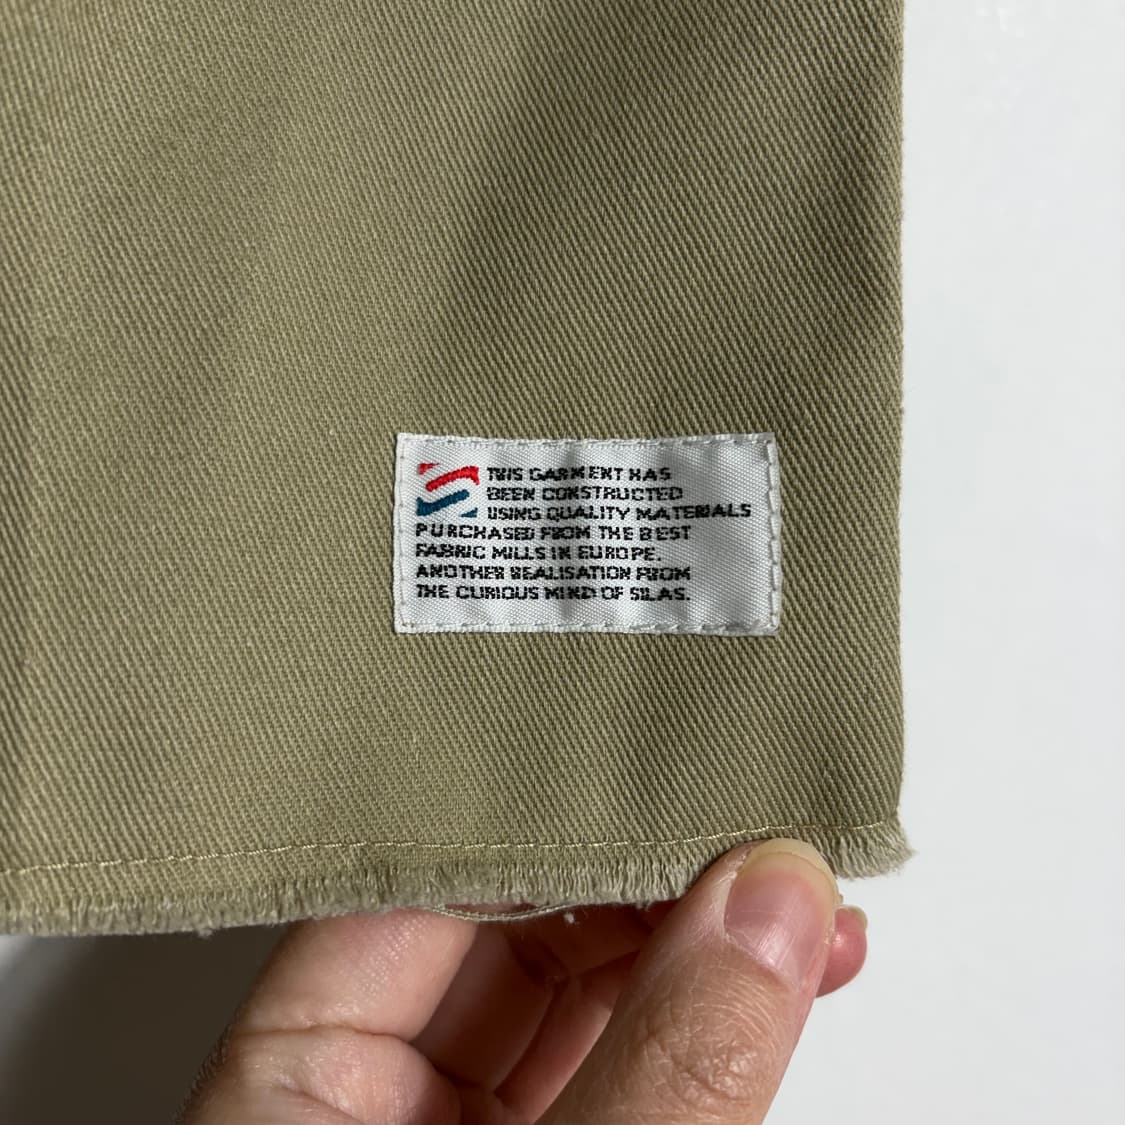 THIS GARMENT HAS
BEEN CONSTRUCTED
USING QUALITY MATERIALS
PURCHASED FROM THE BEST
FABRIC MILLS IN EUROPE.
ANOTHER REALISATION FROM
THE CURIOUS MIND OF SILAS.